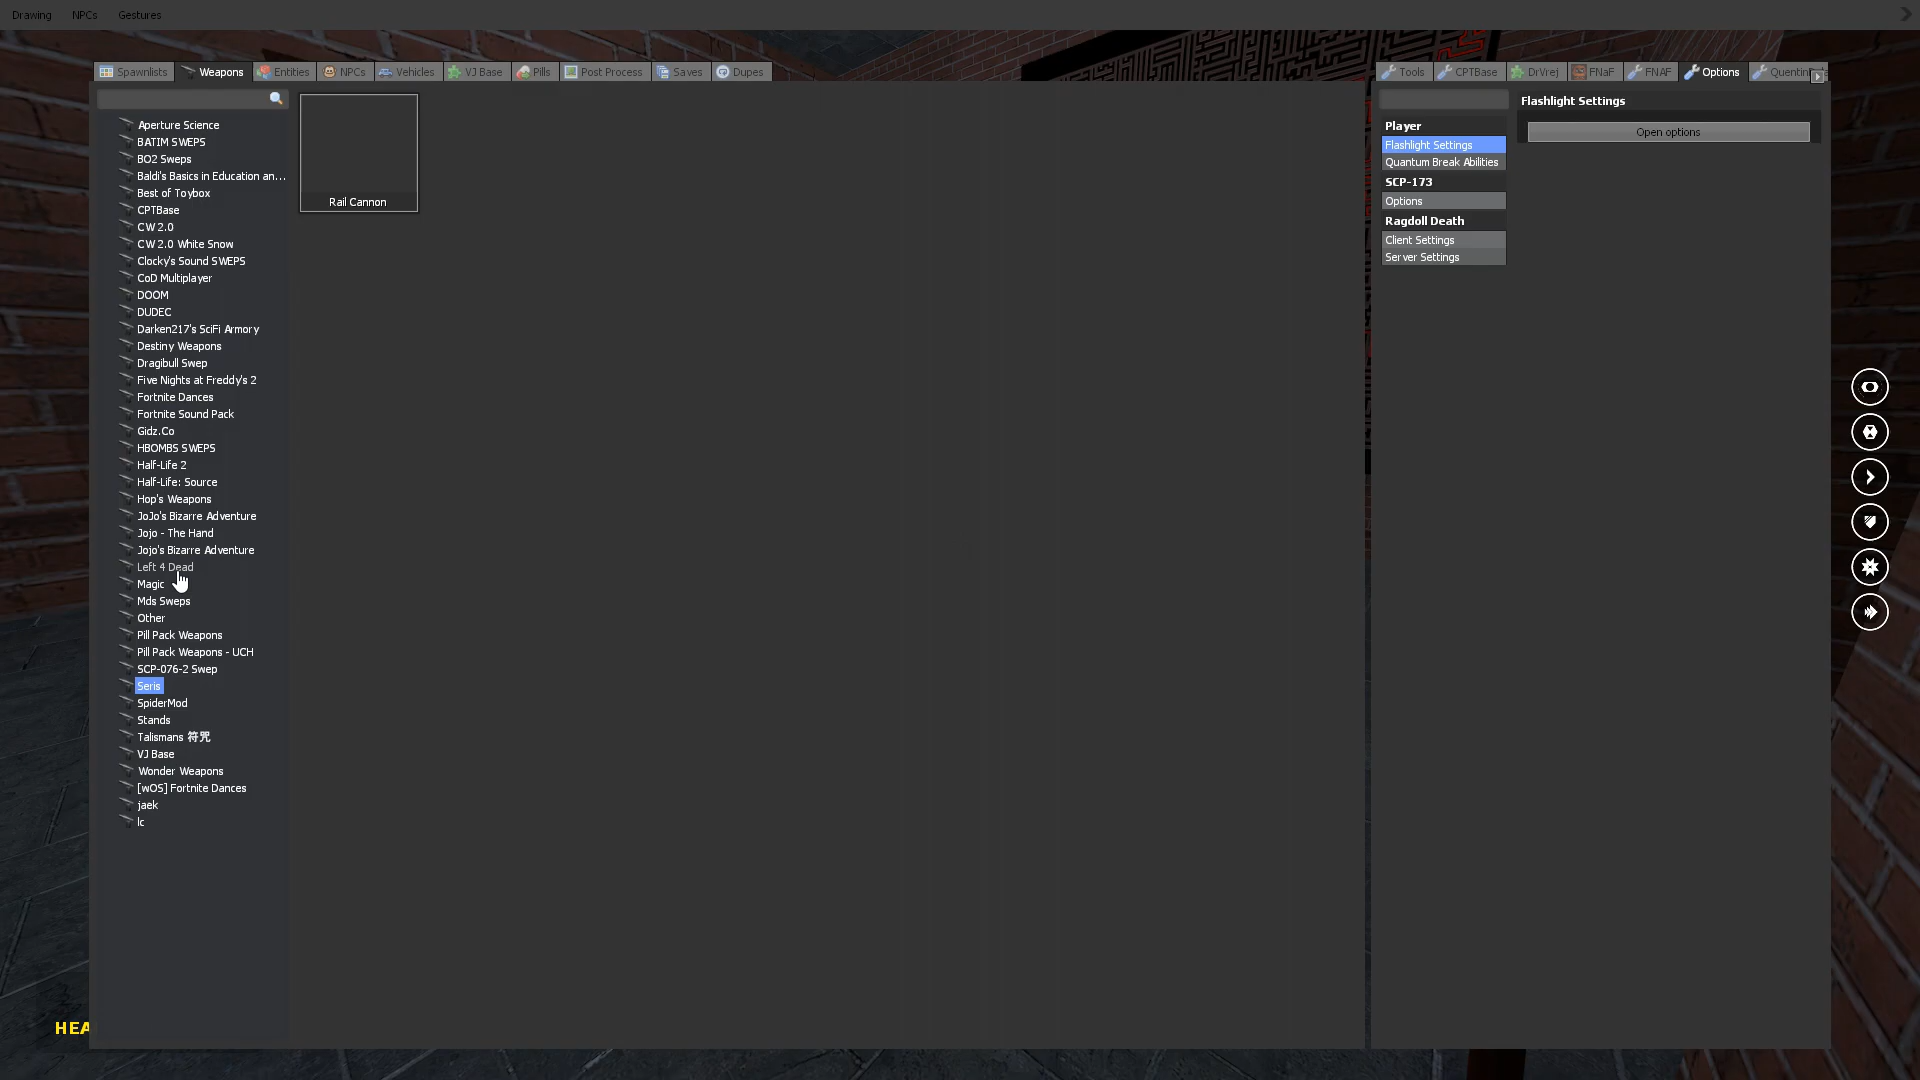 Drawing NPCs Gestures
Spawnlists Weapons Entities NPCs Vehicles VJ Base Pills Post Process Saves Dupes
Tools CPTBase DrVrej FNaF FNAF Options
Aperture Science
BATIM SWEPS
BO2 Sweps
Baldi's Basics in Education an...
Best of Toybox
CPTBase
CW 2.0
CW 2.0 White Snow
Clocky's Sound SWEPS
CoD Multiplayer
DOOM
DUDEC
Darken217's SciFi Armory
Destiny Weapons
Dragibull Swep
Five Nights at Freddy's 2
Fortnite Dances
Fortnite Sound Pack
Gidz.Co
HBOMBS SWEPS
Half-Life 2
Half-Life: Source
Hop's Weapons
JoJo's Bizarre Adventure
Jojo - The Hand
Jojo's Bizarre Adventure
Left 4 Dead
Magic
Mds Sweps
Other
Pill Pack Weapons
Pill Pack Weapons - UCH
SCP-076-2 Swep
Seris
SpiderMod
Stands
Talismans 符咒
VJ Base
Wonder Weapons
[wOS] Fortnite Dances
jaek
lc
Rail Cannon
Player
Flashlight Settings
Quantum Break Abilities
SCP-173
Options
Ragdoll Death
Client Settings
Server Settings
Flashlight Settings
Open options
HEA